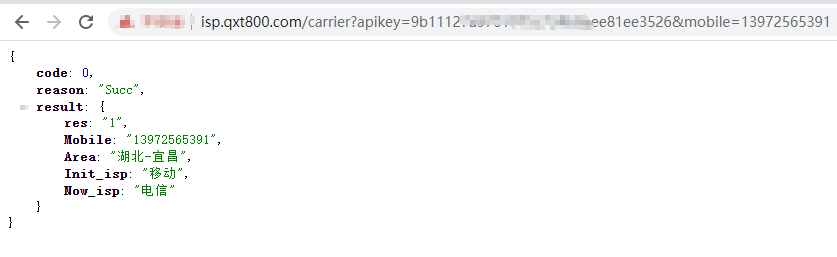 isp.qxt800.com/carrier?apikey=9b1112 ee81ee3526&mobile=13972565391
{
code: 0,
reason: "Succ",
result: {
res: "1",
Mobile: "13972565391",
Area: "湖北-宜昌",
Init_isp: "移动",
Now_isp: "电信"
}
}